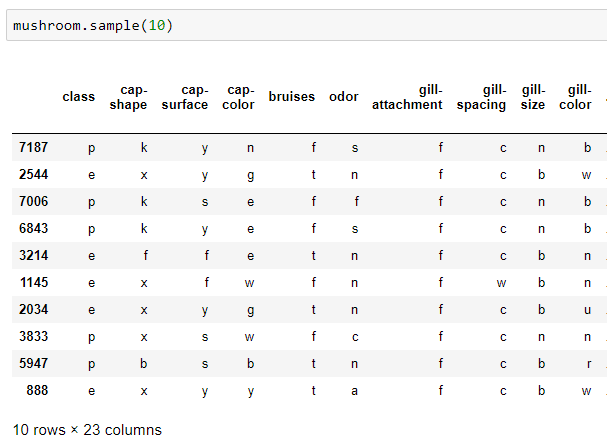 mushroom.sample(10)
class cap-shape cap-surface cap-color bruises odor gill-attachment gill-spacing gill-size gill-color
7187 p k y n f s f c n b
2544 e x y g t n f c b w
7006 p k s e f f f c n b
6843 p k y e f s f c n b
3214 e f f e t n f c b n
1145 e x f w f n f w b n
2034 e x y g t n f c b u
3833 p x s w f c f c n n
5947 p b s b t n f c b r
888 e x y y t a f c b w
10 rows × 23 columns